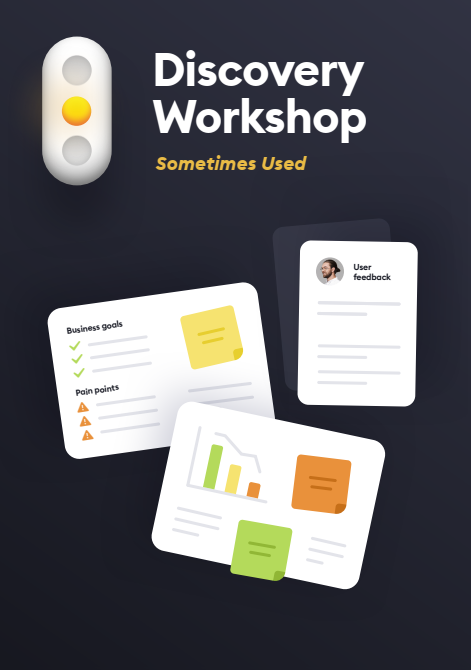 Discovery
Workshop
Sometimes Used
User
feedback
Business goals
Pain points